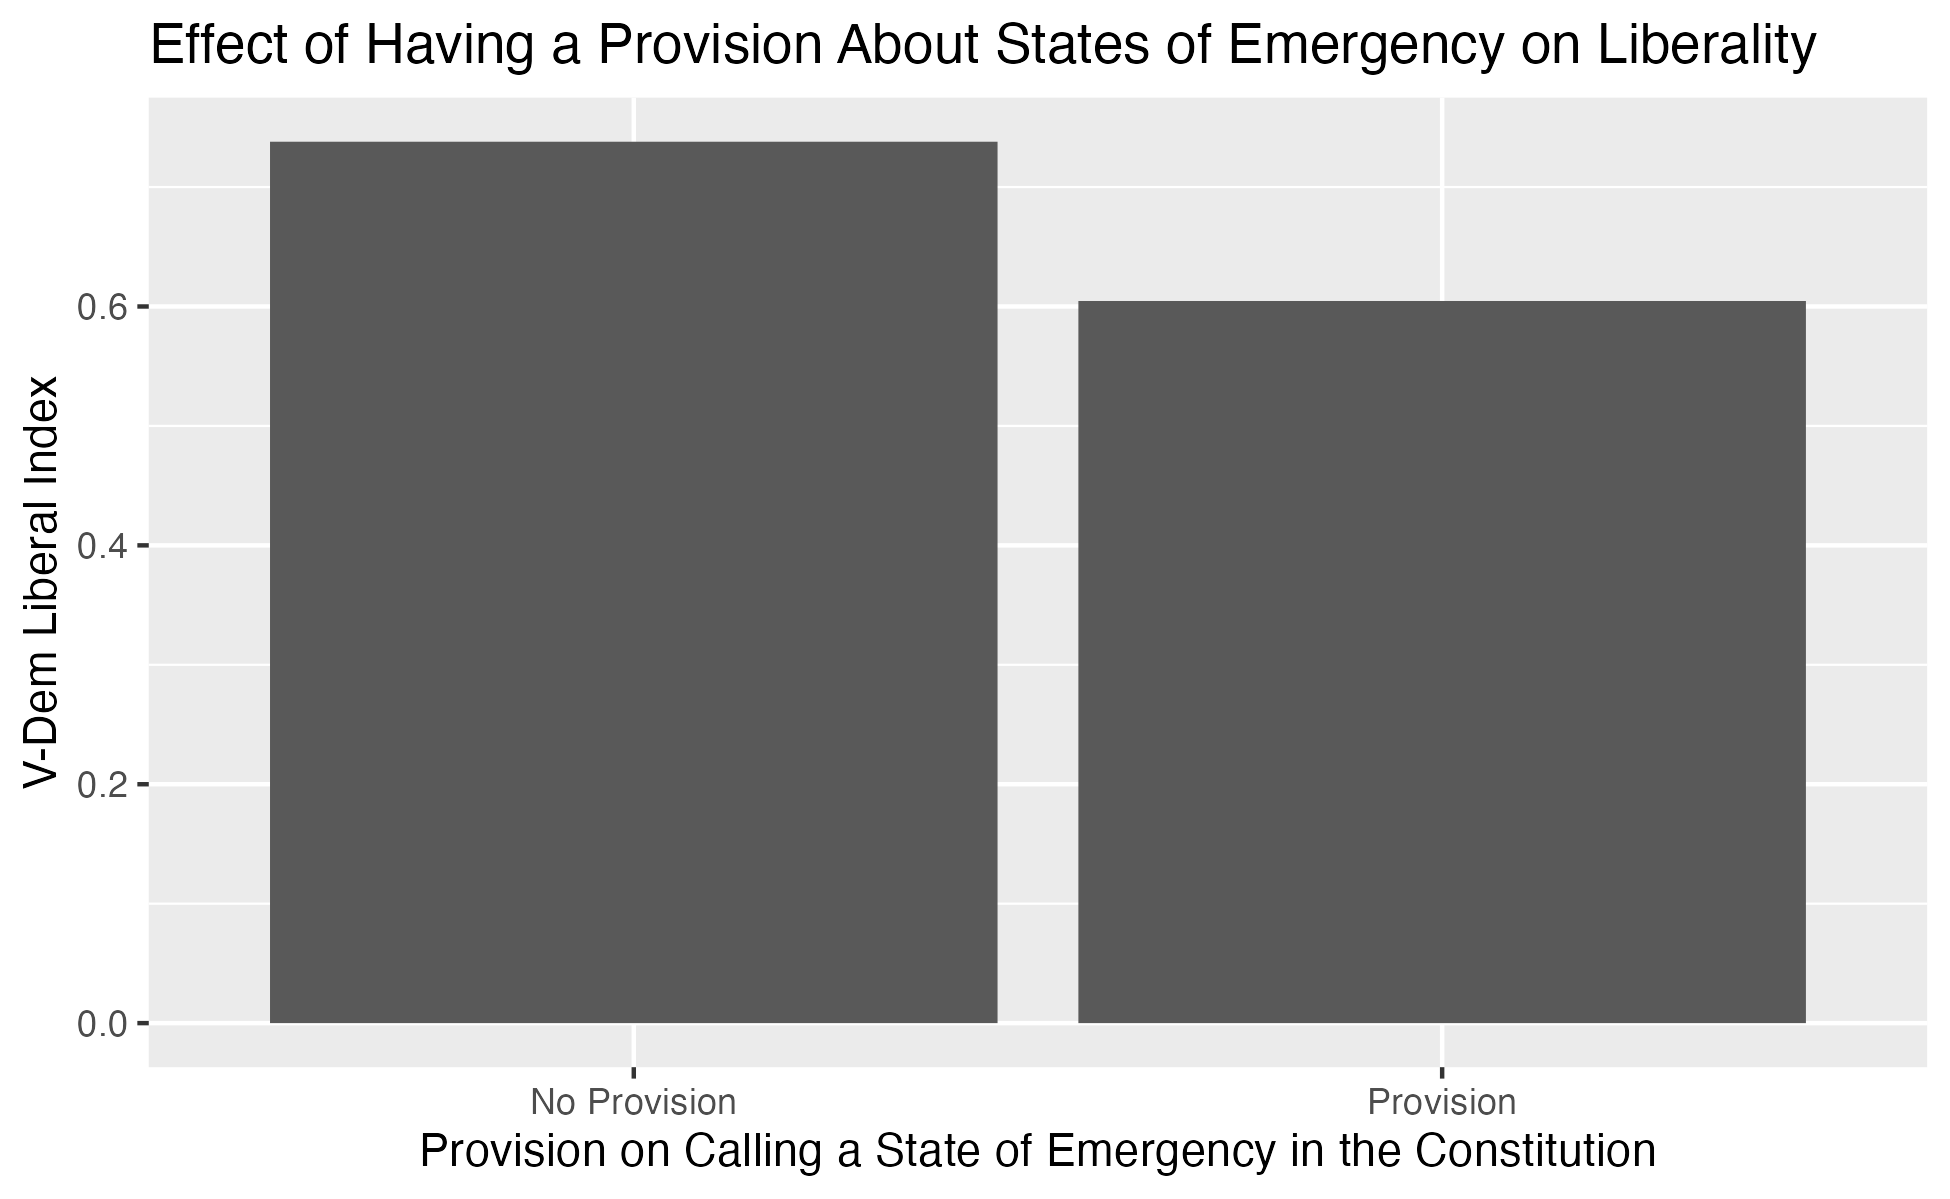 Effect of Having a Provision About States of Emergency on Liberality
V-Dem Liberal Index
0.6
0.4
0.2
0.0
No Provision
Provision
Provision on Calling a State of Emergency in the Constitution